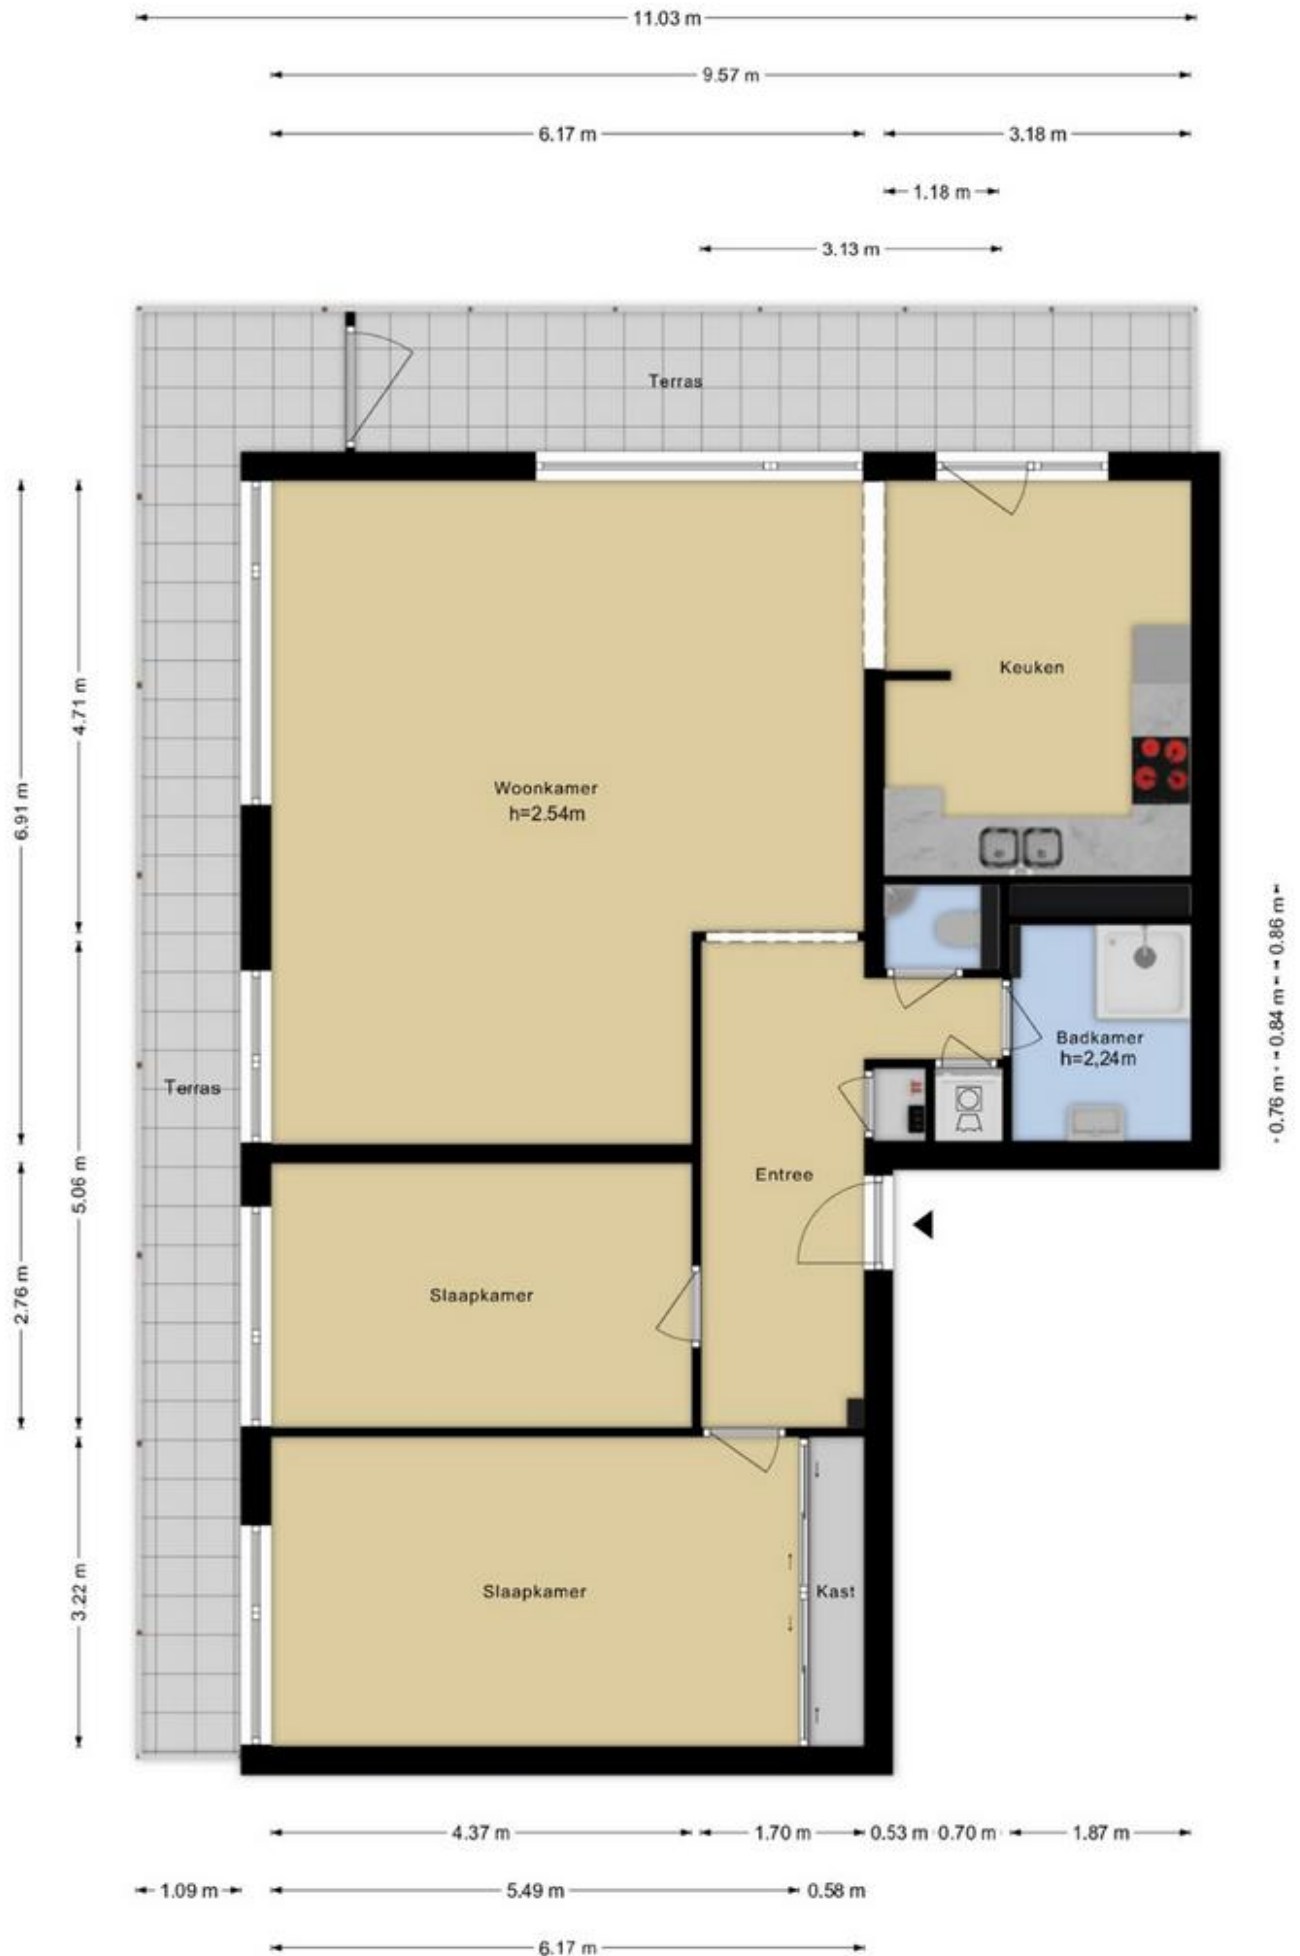 11.03 m
9.57 m
6.17 m
3.18 m
1.18 m
3.13 m
Terras
Keuken
4.71 m
6.91 m
Woonkamer
h=2.54m
0.86 m
0.84 m
0.76 m
Badkamer
h=2,24m
Terras
Entree
5.06 m
2.76 m
Slaapkamer
3.22 m
Slaapkamer
Kast
4.37 m
1.70 m
0.53 m
0.70 m
1.87 m
1.09 m
5.49 m
0.58 m
6.17 m